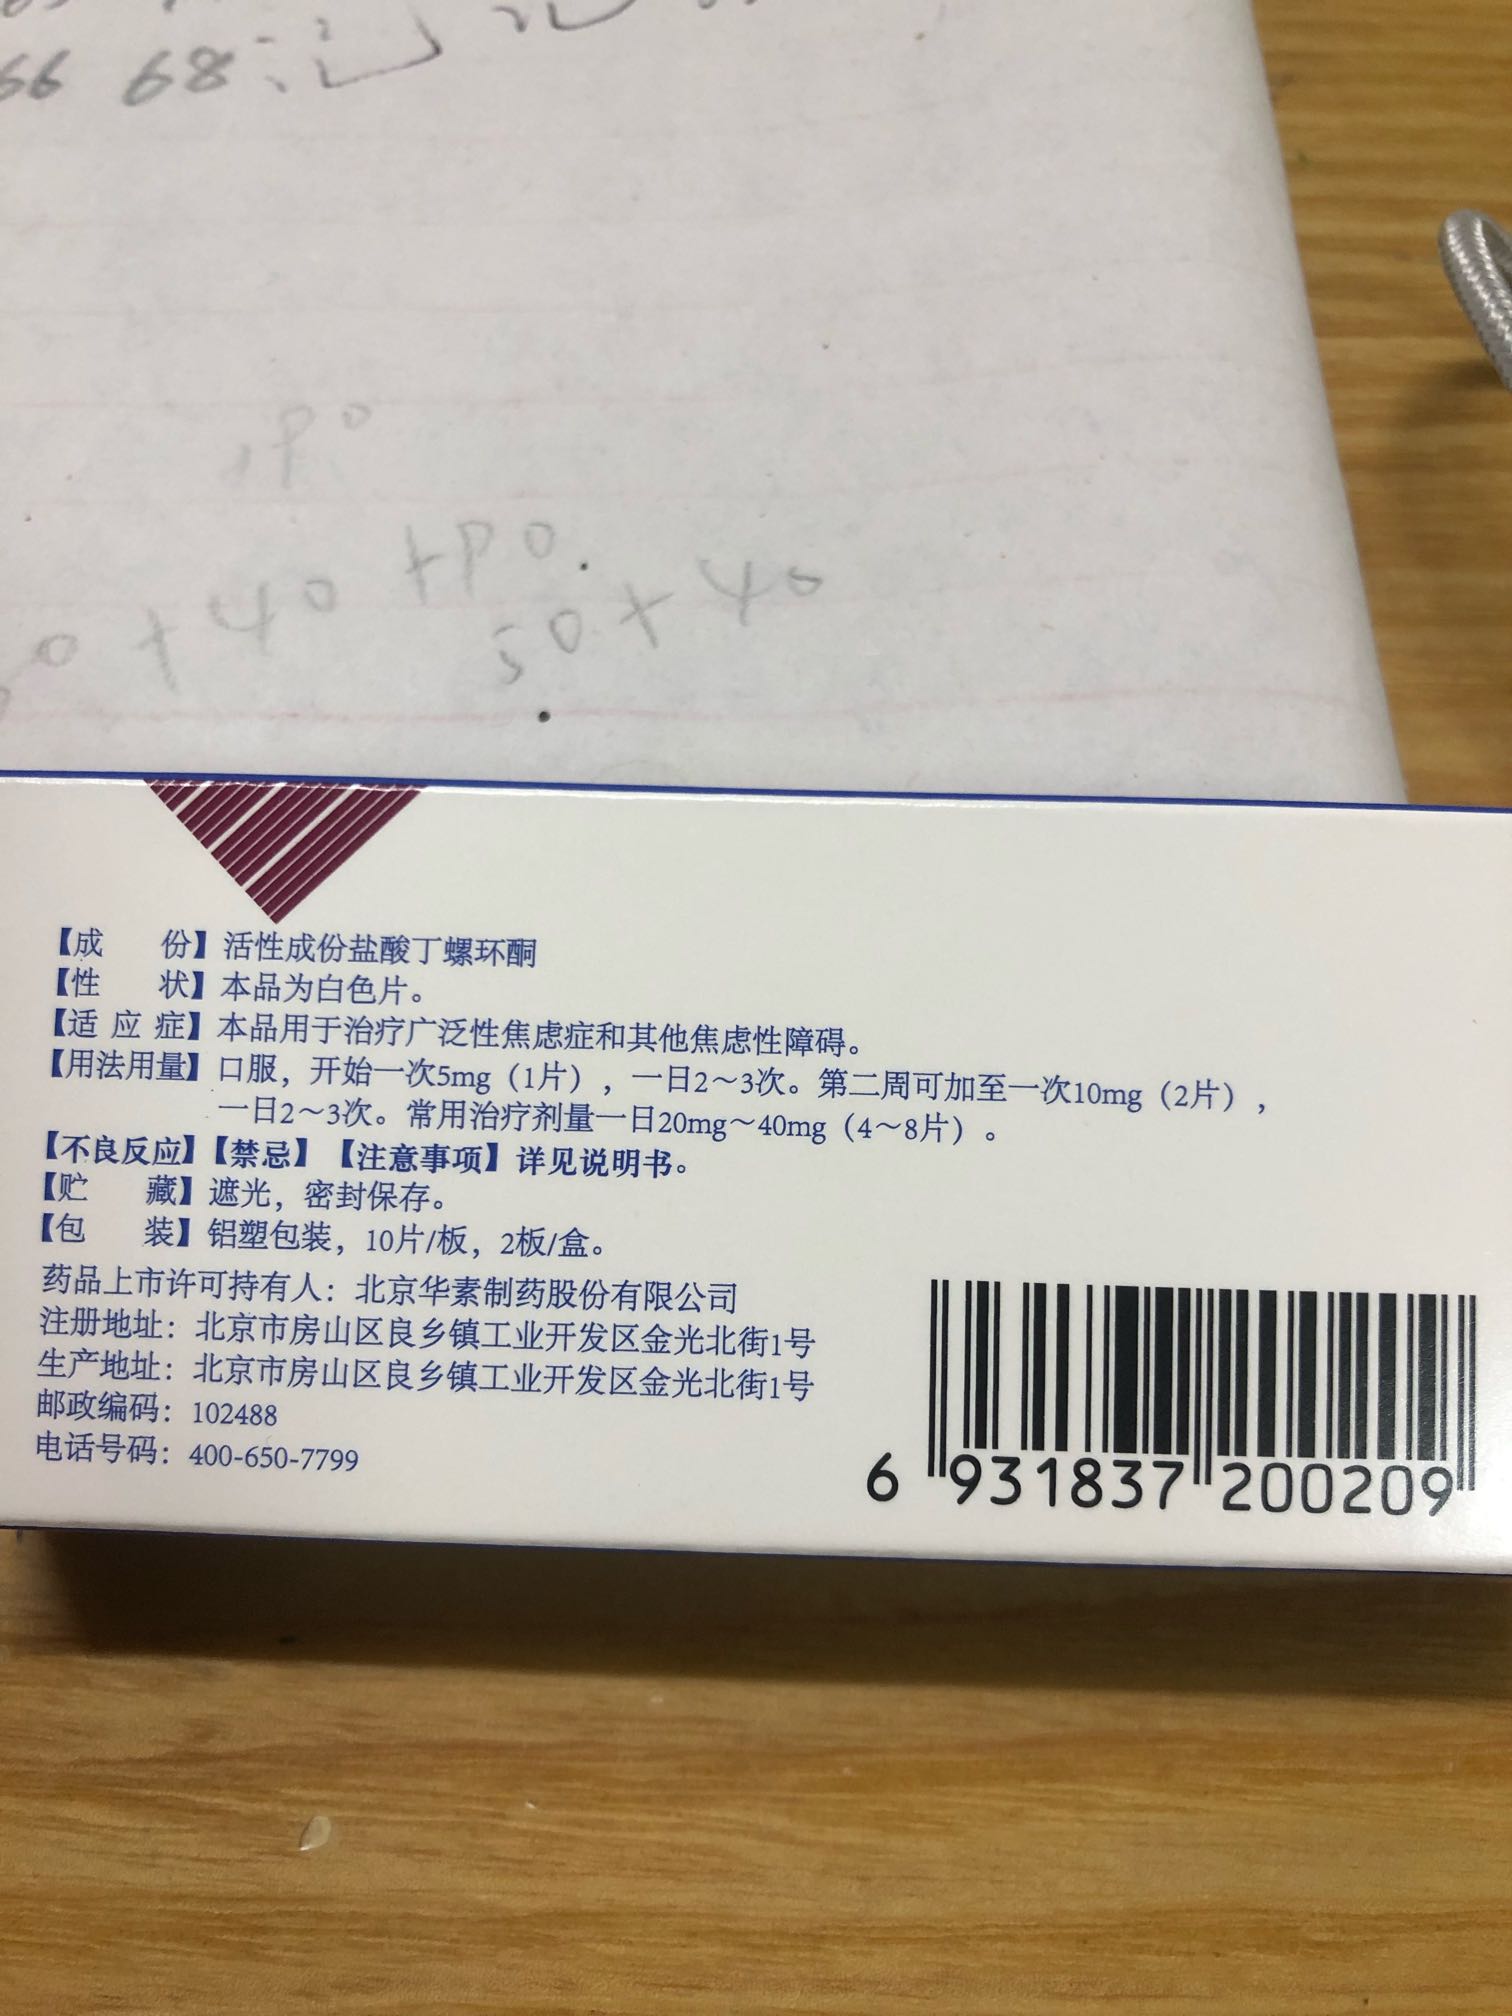 66 68
50 + 40
【成 份】活性成份盐酸丁螺环酮
【性 状】本品为白色片。
【适 应 症】本品用于治疗广泛性焦虑症和其他焦虑性障碍。
【用法用量】口服，开始一次5mg（1片），一日2～3次。第二周可加至一次10mg（2片），
一日2～3次。常用治疗剂量一日20mg～40mg（4～8片）。
【不良反应】【禁忌】【注意事项】详见说明书。
【贮 藏】遮光，密封保存。
【包 装】铝塑包装，10片/板，2板/盒。
药品上市许可持有人：北京华素制药股份有限公司
注册地址：北京市房山区良乡镇工业开发区金光北街1号
生产地址：北京市房山区良乡镇工业开发区金光北街1号
邮政编码：102488
电话号码：400-650-7799
6 931837 200209